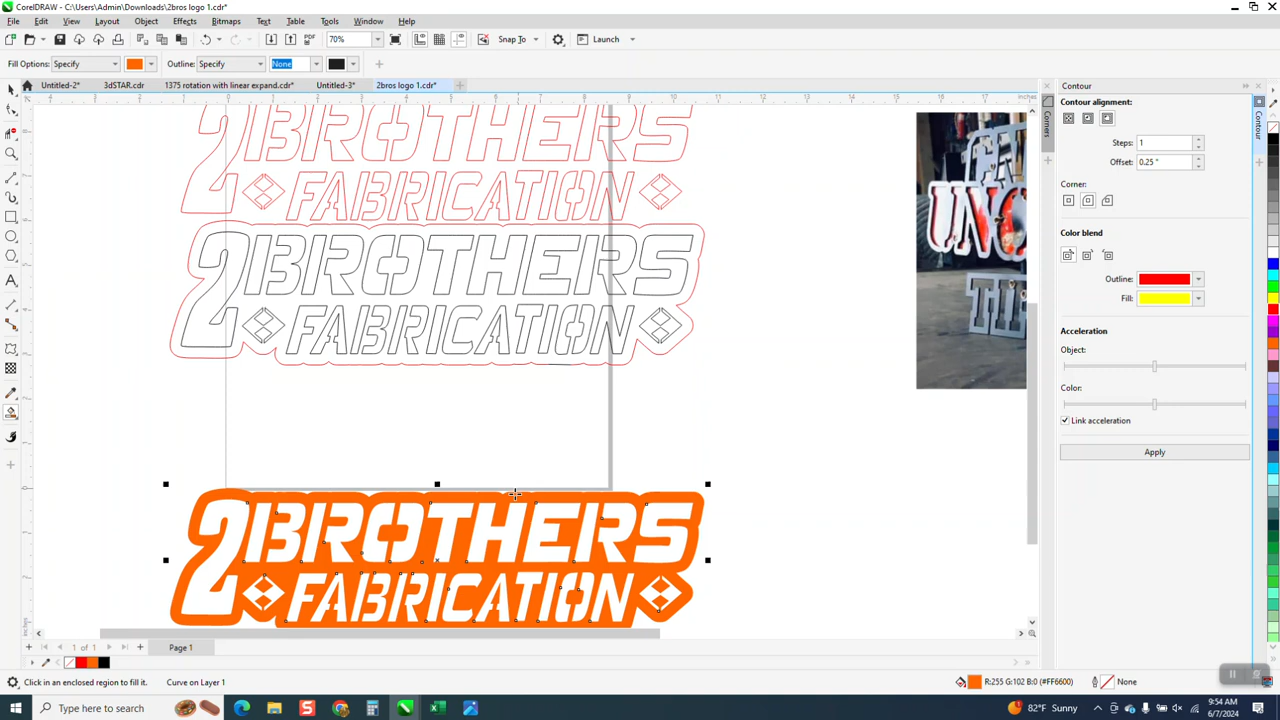 CorelDRAW - C:\Users\Admin\Downloads\2bros logo 1.cdr*
File Edit View Layout Object Effects Bitmaps Text Table Tools Window Help
PDF 70% Snap To Launch
Fill Options: Specify Outline: Specify None
Untitled-2* 3dSTAR.cdr 1375 rotation with linear expand.cdr* Untitled-3* 2bros logo 1.cdr*
inches
2BROTHERS
FABRICATION
2BROTHERS
FABRICATION
2BROTHERS
FABRICATION
Contour
Contour alignment:
Steps: 1
Offset: 0.25 "
Corner:
Color blend
Outline:
Fill:
Acceleration
Object:
Color:
Link acceleration
Apply
Corners
Contour
1 of 1 Page 1
Click in an enclosed region to fill it. Curve on Layer 1 R:255 G:102 B:0 (#FF6600) None
Type here to search 82°F Sunny 9:54 AM
6/7/2024